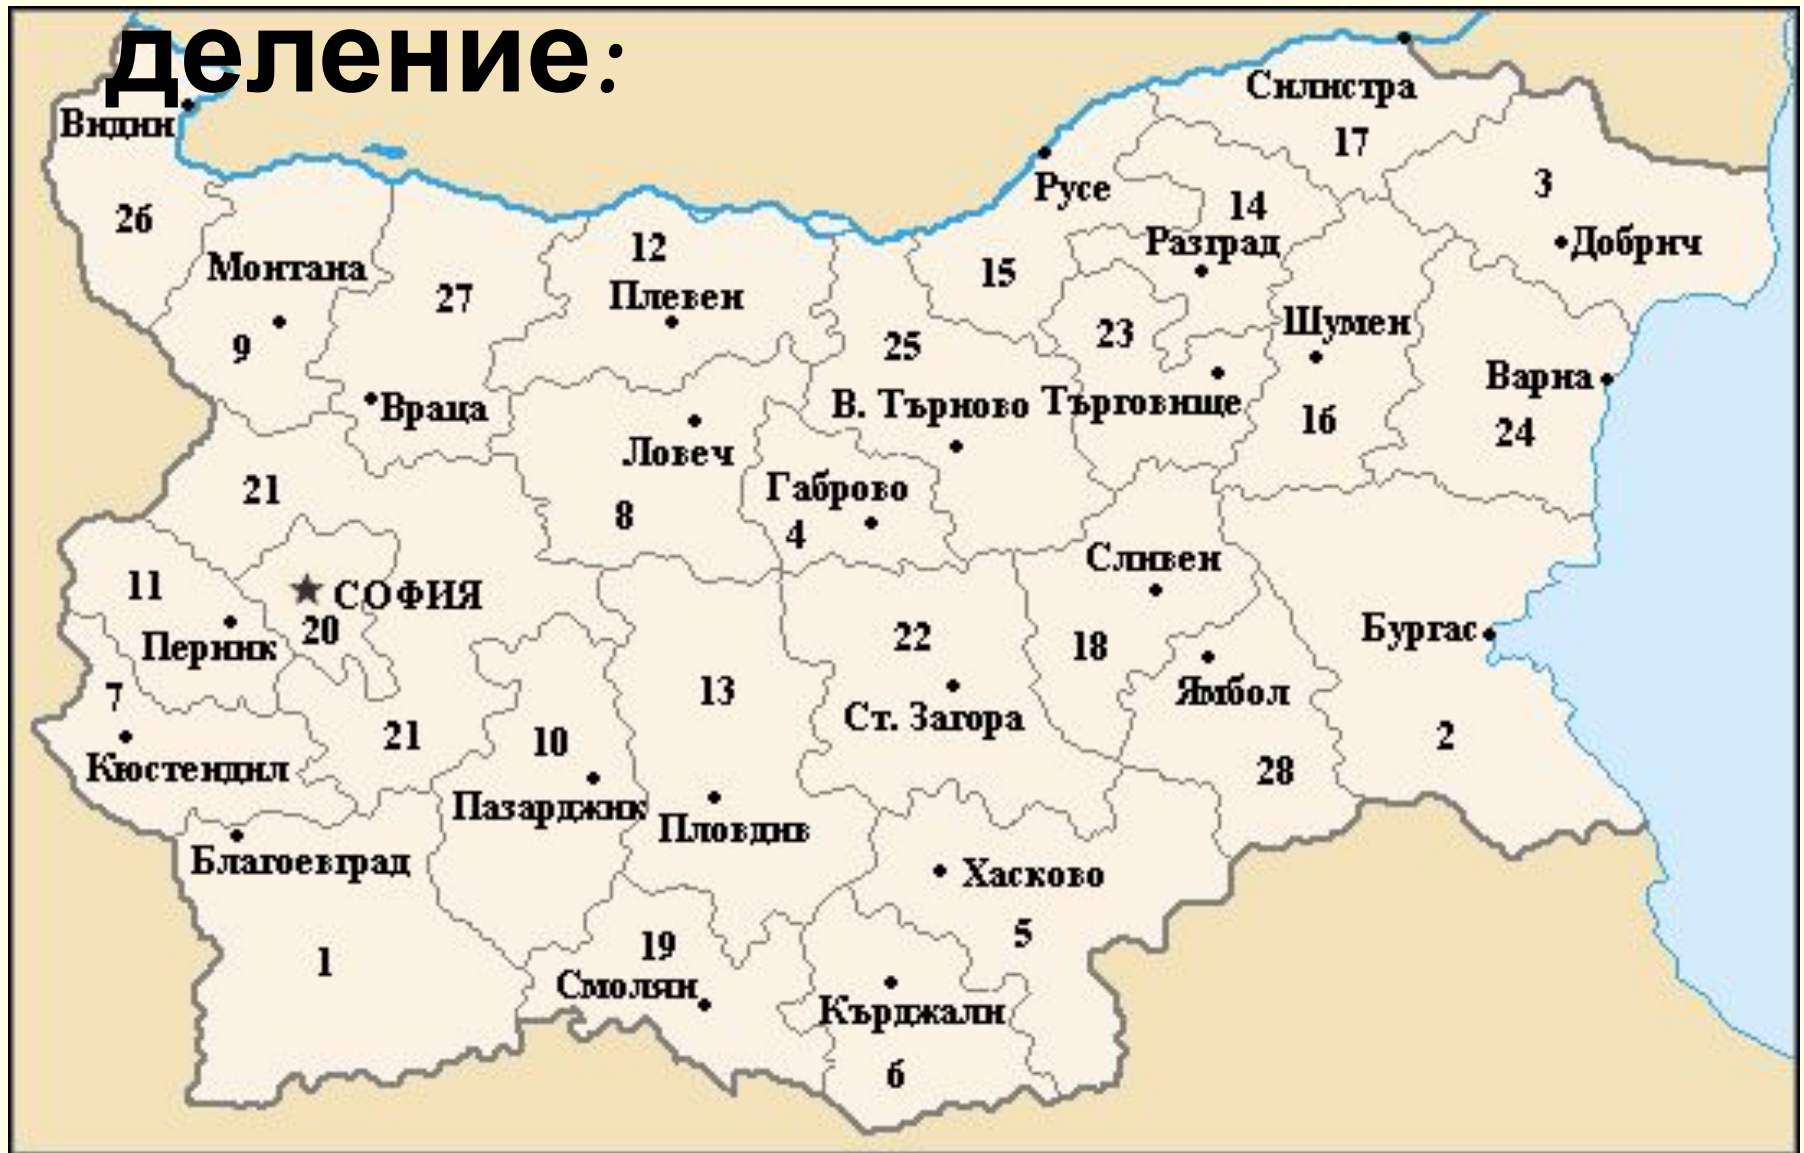 деление:
Силистра
Видин
17
Русе
3
26
14
Разград
Добрич
12
Монтана
15
27
Плевен
Шумен
23
9
25
Варна
Враца
В. Търново
Търговище
16
24
Ловеч
21
Габрово
8
4
Сливен
11
СОФИЯ
20
Перник
22
18
Бургас
7
13
Ямбол
Ст. Загора
21
10
2
Кюстендил
28
Пазарджик
Пловдив
Благоевград
Хасково
5
19
1
Смолян
Кърджали
6